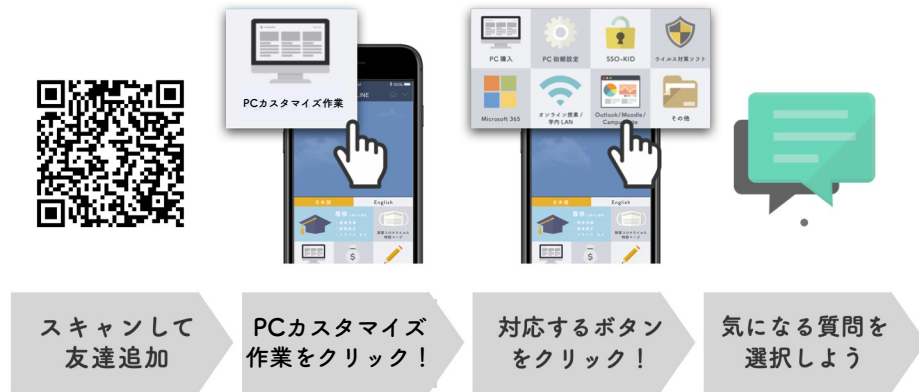 PCカスタマイズ作業
LINE
日本語
English
履修
PC 購入
PC 初期設定
SSO-KID
ウイルス対策ソフト
Microsoft 365
オンライン授業/
学内 LAN
Outlook/Moodle/
その他
日本語
English
履修
スキャンして
友達追加
PCカスタマイズ
作業をクリック!
対応するボタン
をクリック!
気になる質問を
選択しよう